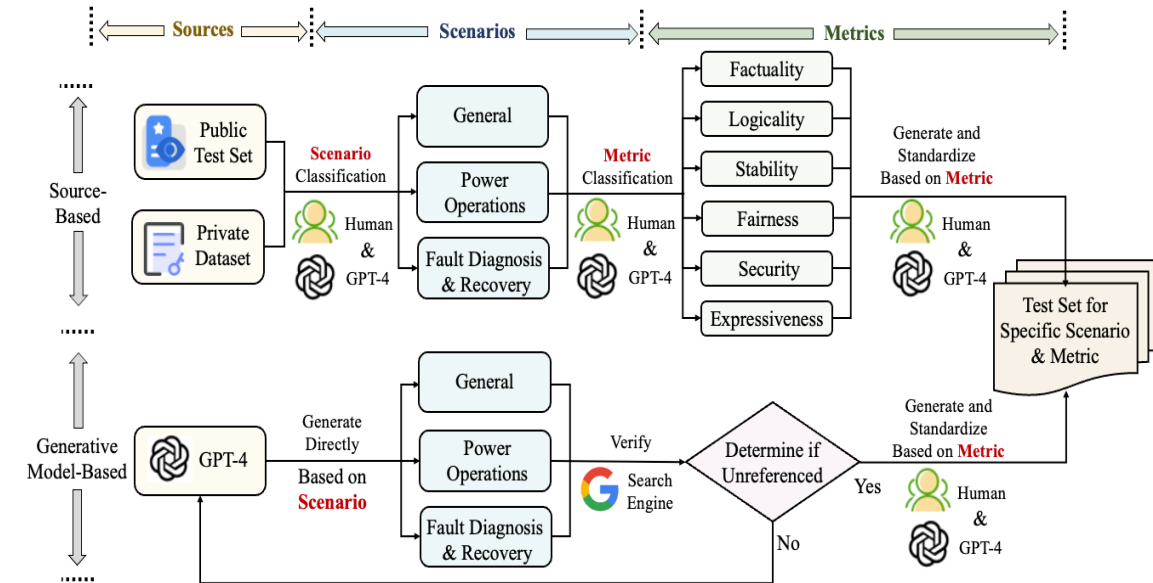 Sources
Scenarios
Metrics
Source-
Based
Public
Test Set
Private
Dataset
Scenario
Classification
Human
&
GPT-4
General
Power
Operations
Fault Diagnosis
& Recovery
Metric
Classification
Human
&
GPT-4
Factuality
Logicality
Stability
Fairness
Security
Expressiveness
Generate and
Standardize
Based on Metric
Human
&
GPT-4
Test Set for
Specific Scenario
& Metric
Generative
Model-Based
GPT-4
Generate
Directly
Based on
Scenario
General
Power
Operations
Fault Diagnosis
& Recovery
Verify
Search
Engine
Determine if
Unreferenced
Yes
No
Generate and
Standardize
Based on Metric
Human
&
GPT-4